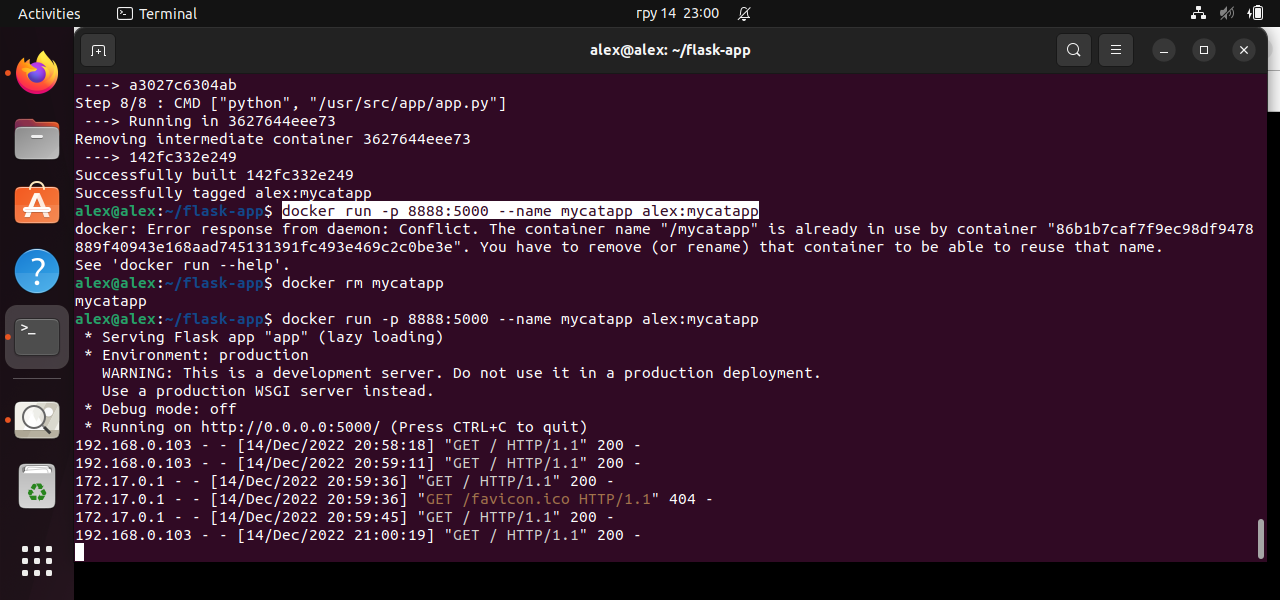 Activities
Terminal
гру 14 23:00
alex@alex: ~/flask-app
---> a3027c6304ab
Step 8/8 : CMD ["python", "/usr/src/app/app.py"]
---> Running in 3627644eee73
Removing intermediate container 3627644eee73
---> 142fc332e249
Successfully built 142fc332e249
Successfully tagged alex:mycatapp
alex@alex:~/flask-app$ docker run -p 8888:5000 --name mycatapp alex:mycatapp
docker: Error response from daemon: Conflict. The container name "/mycatapp" is already in use by container "86b1b7caf7f9ec98df9478
889f40943e168aad745131391fc493e469c2c0be3e". You have to remove (or rename) that container to be able to reuse that name.
See 'docker run --help'.
alex@alex:~/flask-app$ docker rm mycatapp
mycatapp
alex@alex:~/flask-app$ docker run -p 8888:5000 --name mycatapp alex:mycatapp
* Serving Flask app "app" (lazy loading)
* Environment: production
WARNING: This is a development server. Do not use it in a production deployment.
Use a production WSGI server instead.
* Debug mode: off
* Running on http://0.0.0.0:5000/ (Press CTRL+C to quit)
192.168.0.103 - - [14/Dec/2022 20:58:18] "GET / HTTP/1.1" 200 -
192.168.0.103 - - [14/Dec/2022 20:59:11] "GET / HTTP/1.1" 200 -
172.17.0.1 - - [14/Dec/2022 20:59:36] "GET / HTTP/1.1" 200 -
172.17.0.1 - - [14/Dec/2022 20:59:36] "GET /favicon.ico HTTP/1.1" 404 -
172.17.0.1 - - [14/Dec/2022 20:59:45] "GET / HTTP/1.1" 200 -
192.168.0.103 - - [14/Dec/2022 21:00:19] "GET / HTTP/1.1" 200 -